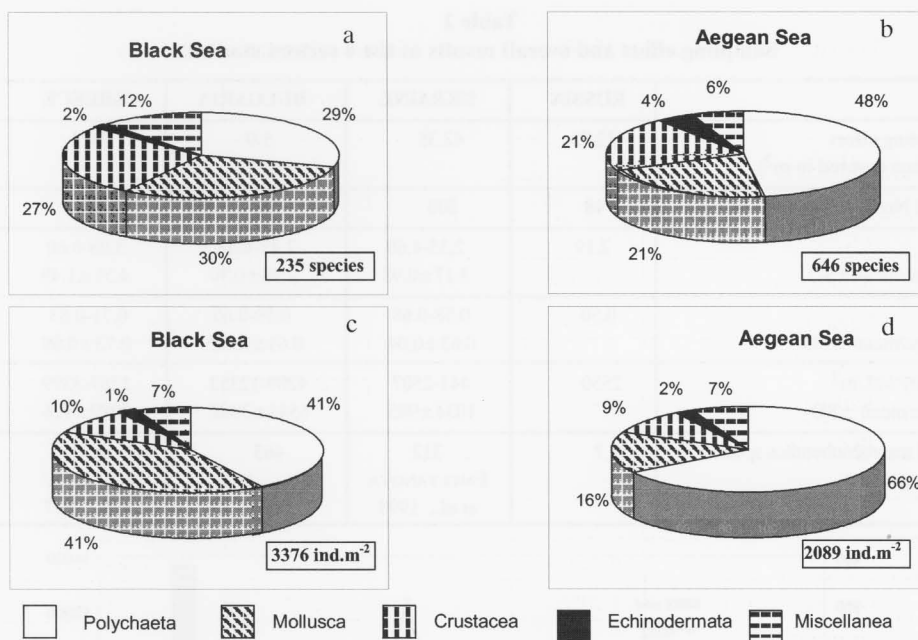 a
Black Sea
2%
12%
29%
27%
30%
235 species
b
Aegean Sea
4%
6%
48%
21%
21%
646 species
c
Black Sea
10%
1%
7%
41%
41%
3376 ind.m⁻²
d
Aegean Sea
9%
2%
7%
66%
16%
2089 ind.m⁻²
Polychaeta Mollusca Crustacea Echinodermata Miscellanea